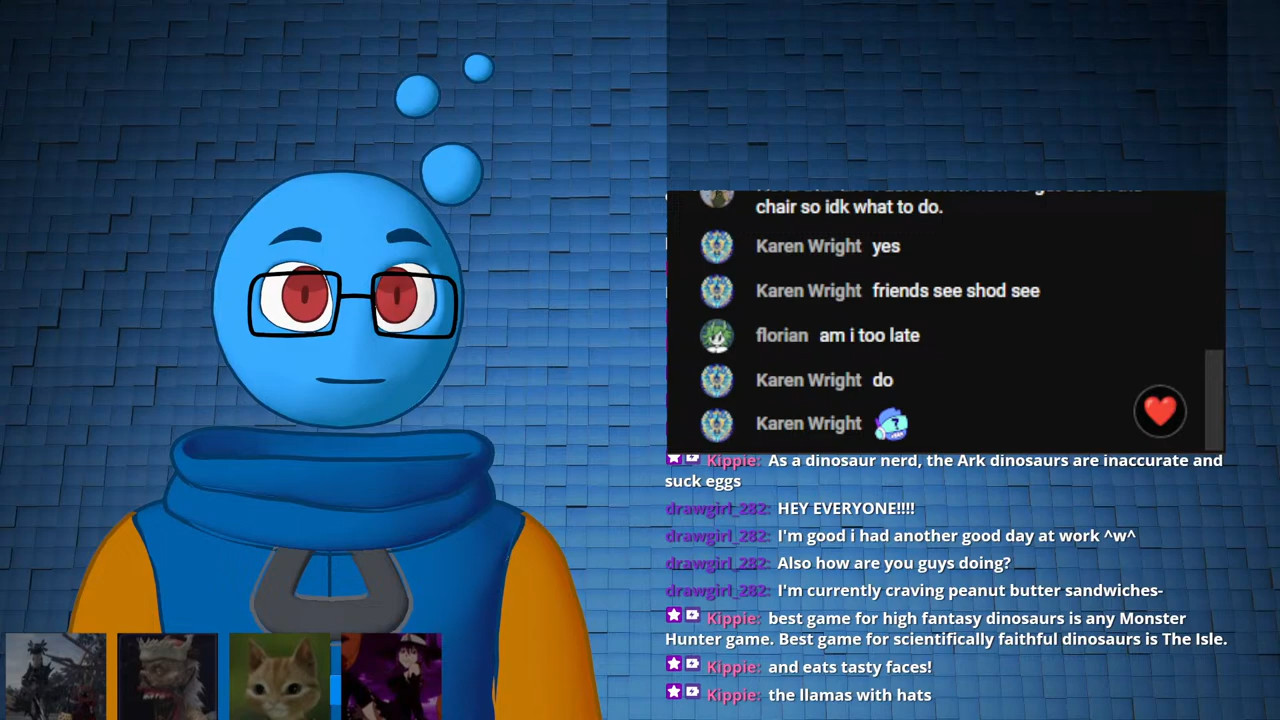 chair so idk what to do.
Karen Wright yes
Karen Wright friends see shod see
florian am i too late
Karen Wright do
Karen Wright
Kippie: As a dinosaur nerd, the Ark dinosaurs are inaccurate and
suck eggs
drawgirl_282: HEY EVERYONE!!!!
drawgirl_282: I'm good i had another good day at work ^w^
drawgirl_282: Also how are you guys doing?
drawgirl_282: I'm currently craving peanut butter sandwiches-
Kippie: best game for high fantasy dinosaurs is any Monster
Hunter game. Best game for scientifically faithful dinosaurs is The Isle.
Kippie: and eats tasty faces!
Kippie: the llamas with hats